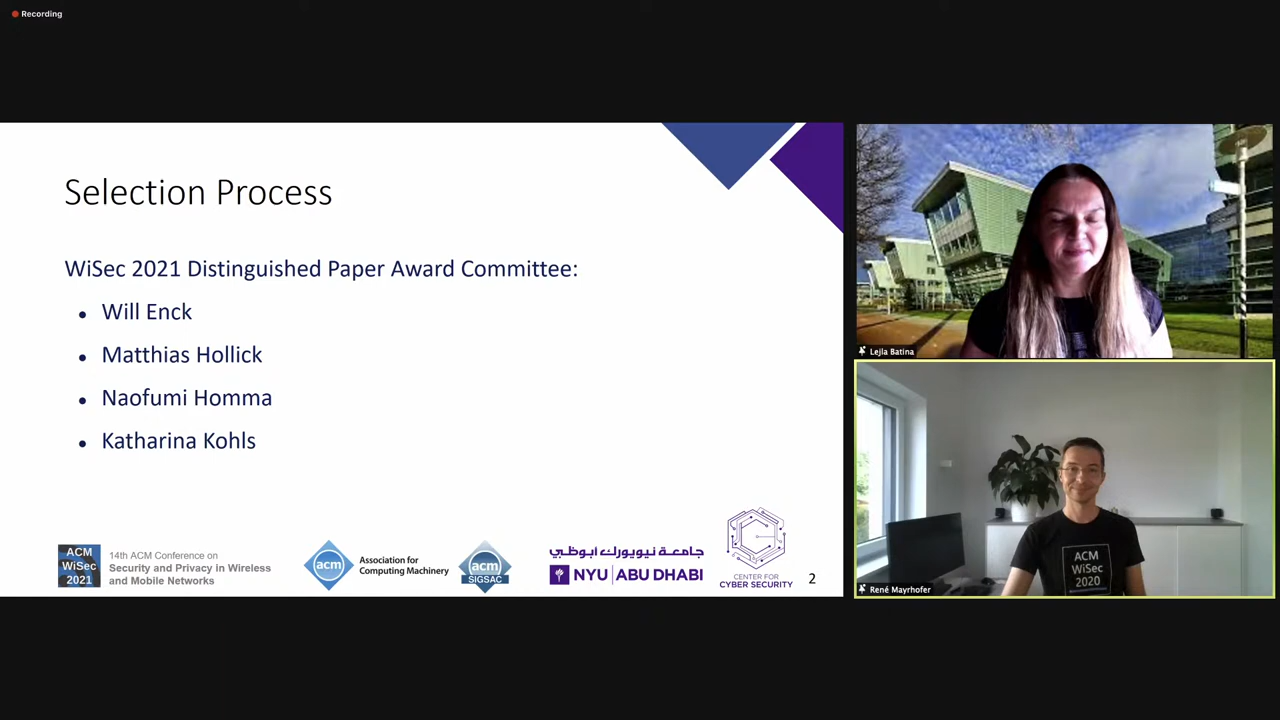 Recording
Selection Process
WiSec 2021 Distinguished Paper Award Committee:
• Will Enck
• Matthias Hollick
• Naofumi Homma
• Katharina Kohls
ACM
WiSec
2021
14th ACM Conference on
Security and Privacy in Wireless
and Mobile Networks
acm
Association for
Computing Machinery
acm
SIGSAC
جامعة نيويورك أبوظبي
NYU | ABU DHABI
CENTER FOR
CYBER SECURITY
2
Lejla Batina
ACM
WiSec
2020
René Mayrhofer